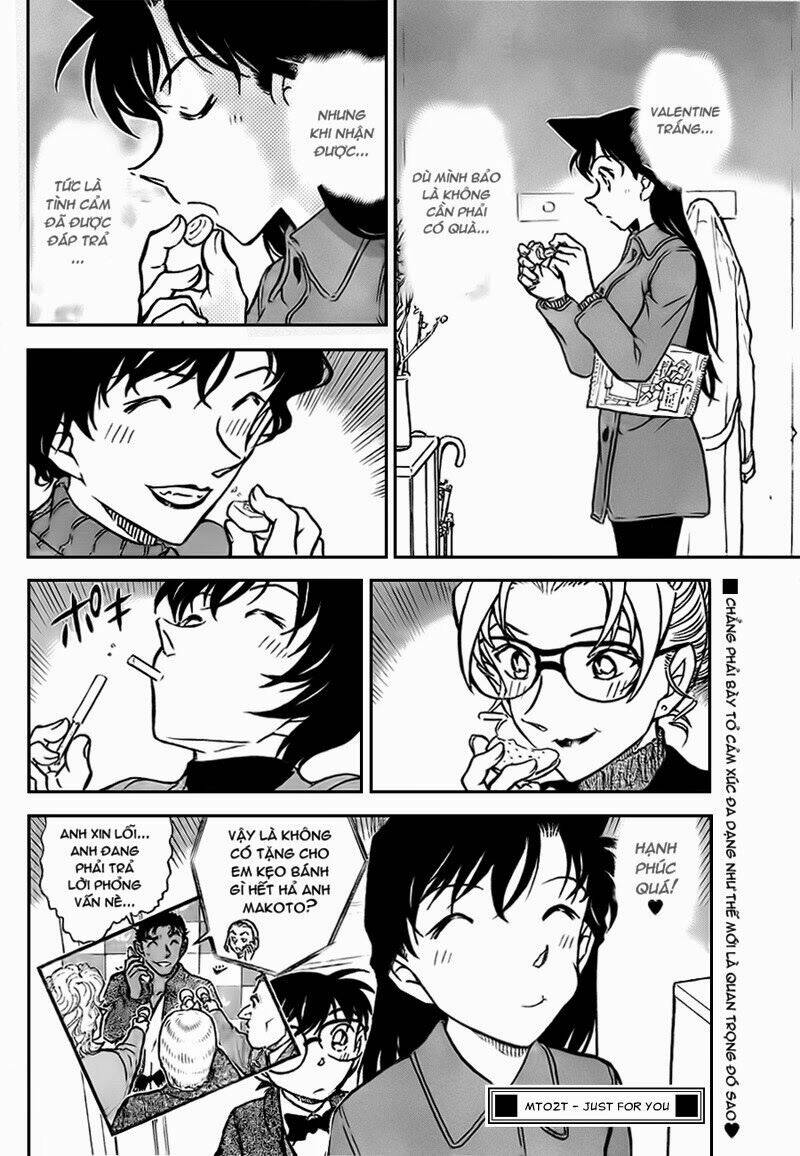 VALENTINE
TRẮNG...
DÙ MÌNH BẢO
LÀ KHÔNG
CẦN PHẢI
CÓ QUÀ...
NHƯNG
KHI NHẬN
ĐƯỢC...
TỨC LÀ
TÌNH CẢM
ĐÃ ĐƯỢC
ĐÁP TRẢ
...
ポキ
HẠNH
PHÚC
QUÁ!
♥
VẬY LÀ KHÔNG
CÓ TẶNG CHO
EM KẸO BÁNH
GÌ HẾT HẢ ANH
MAKOTO?
ANH XIN LỖI...
ANH ĐANG
PHẢI TRẢ
LỜI PHỎNG
VẤN NÈ...
CHẲNG PHẢI BÀY TỎ CẢM XÚC ĐA DẠNG NHƯ THẾ MỚI LÀ QUAN TRỌNG ĐÓ SAO♥
MTO2T - JUST FOR YOU